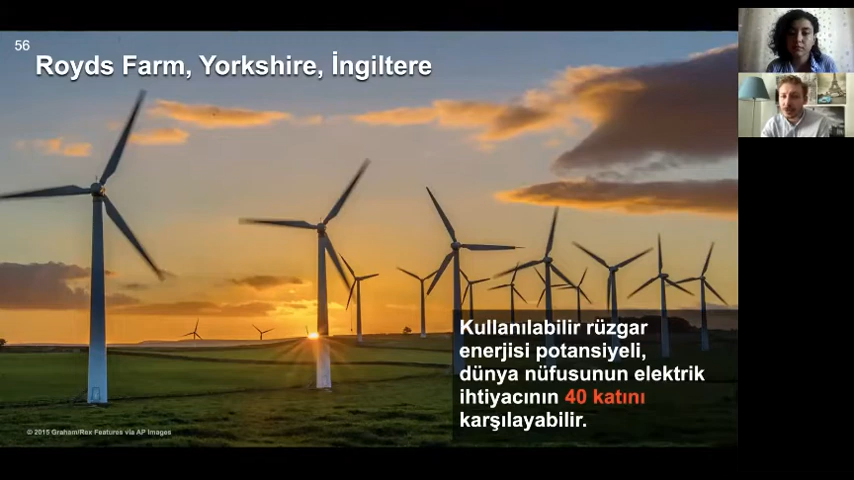 56
Royds Farm, Yorkshire, İngiltere
Kullanılabilir rüzgar
enerjisi potansiyeli,
dünya nüfusunun elektrik
ihtiyacının 40 katını
karşılayabilir.
© 2015 Graham/Rex Features via AP Images